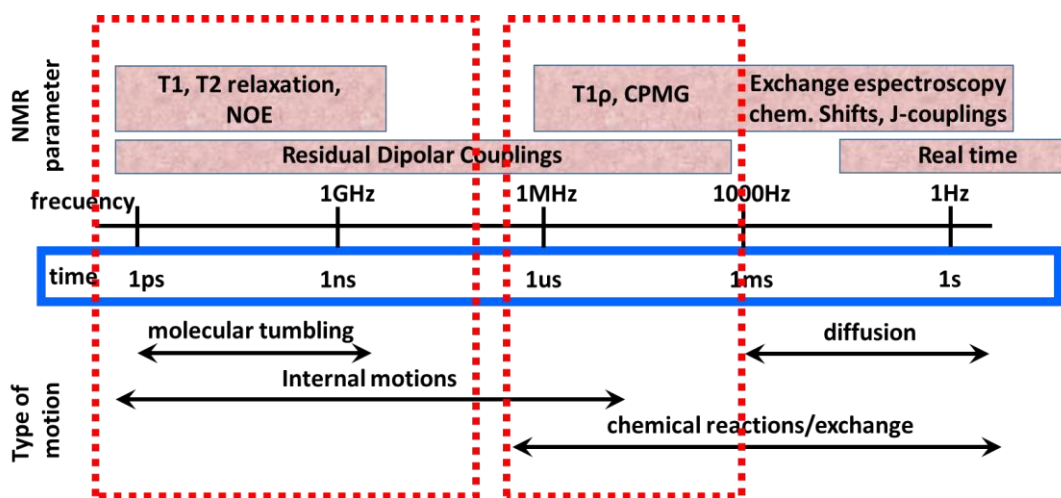 NMR
parameter
T1, T2 relaxation,
NOE
T1ρ, CPMG
Exchange espectroscopy
chem. Shifts, J-couplings
Residual Dipolar Couplings
Real time
frecuency
1GHz
1MHz
1000Hz
1Hz
time
1ps
1ns
1us
1ms
1s
Type of
motion
molecular tumbling
diffusion
Internal motions
chemical reactions/exchange